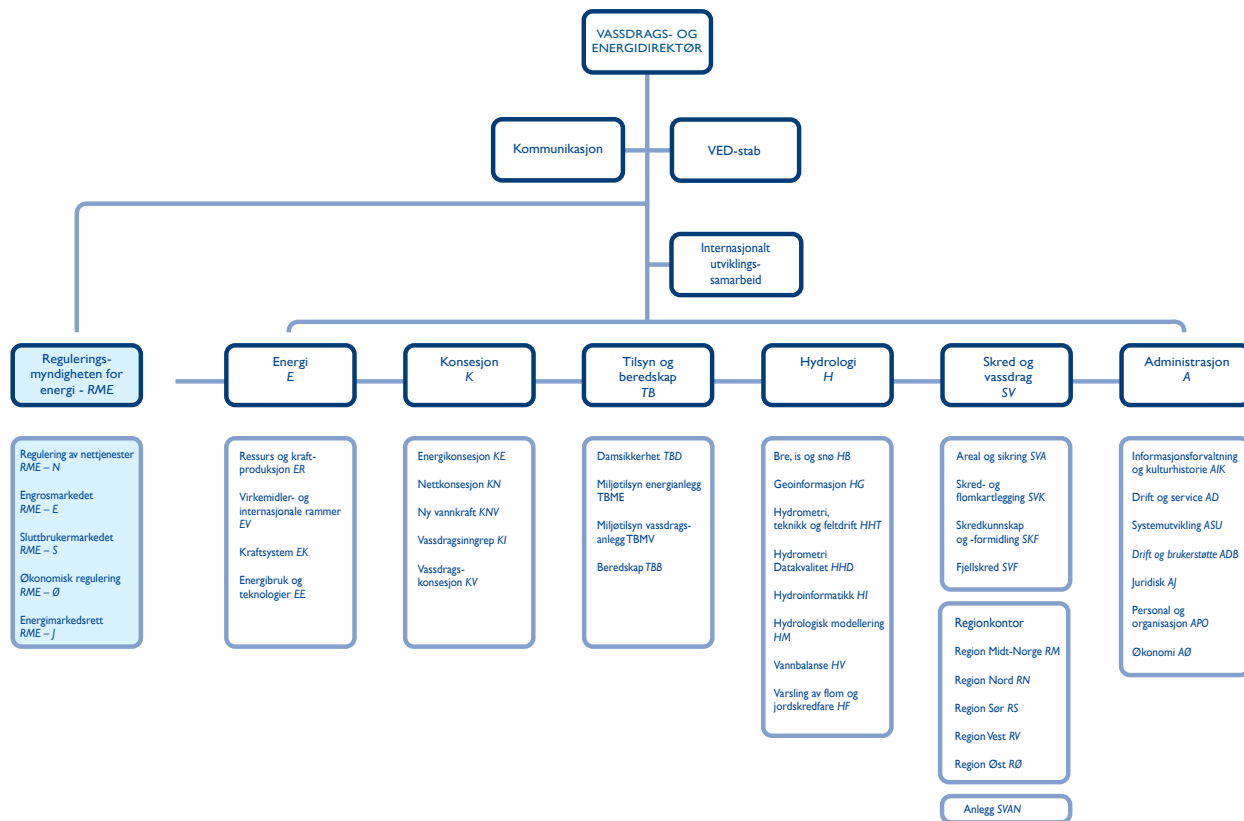 VASSDRAGS- OG
ENERGIDIREKTØR
Kommunikasjon
VED-stab
Internasjonalt
utviklings-
samarbeid
Regulerings-
myndigheten for
energi - RME
Energi
E
Konsesjon
K
Tilsyn og
beredskap
TB
Hydrologi
H
Skred og
vassdrag
SV
Administrasjon
A
Regulering av nettjenester
RME – N
Engrosmarkedet
RME – E
Sluttbrukermarkedet
RME – S
Økonomisk regulering
RME – Ø
Energimarkedsrett
RME – J
Ressurs og kraft-
produksjon ER
Virkemidler- og
internasjonale rammer
EV
Kraftsystem EK
Energibruk og
teknologier EE
Energikonsesjon KE
Nettkonsesjon KN
Ny vannkraft KNV
Vassdragsinngrep KI
Vassdrags-
konsesjon KV
Damsikkerhet TBD
Miljøtilsyn energianlegg
TBME
Miljøtilsyn vassdrags-
anlegg TBMV
Beredskap TBB
Bre, is og snø HB
Geoinformasjon HG
Hydrometri,
teknikk og feltdrift HHT
Hydrometri
Datakvalitet HHD
Hydroinformatikk HI
Hydrologisk modellering
HM
Vannbalanse HV
Varsling av flom og
jordskredfare HF
Areal og sikring SVA
Skred- og
flomkartlegging SVK
Skredkunnskap
og -formidling SKF
Fjellskred SVF
Regionkontor
Region Midt-Norge RM
Region Nord RN
Region Sør RS
Region Vest RV
Region Øst RØ
Anlegg SVAN
Informasjonsforvaltning
og kulturhistorie AIK
Drift og service AD
Systemutvikling ASU
Drift og brukerstøtte ADB
Juridisk AJ
Personal og
organisasjon APO
Økonomi AØ